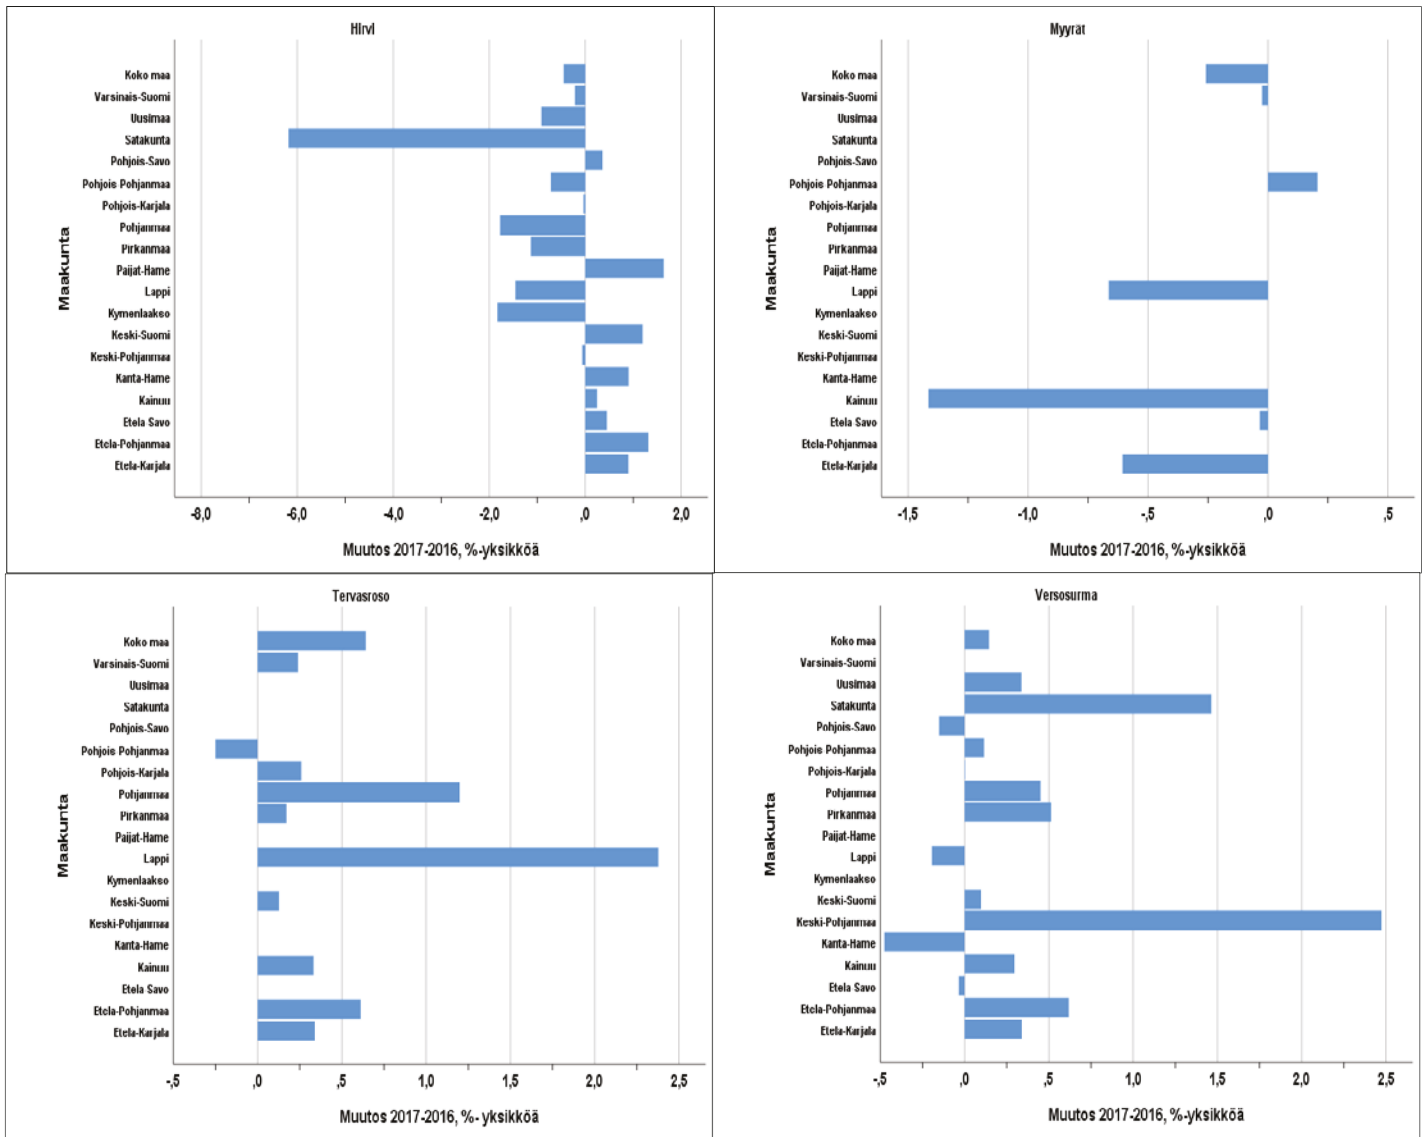 Hirvi
Maakunta
Koko maa
Varsinais-Suomi
Uusimaa
Satakunta
Pohjois-Savo
Pohjois Pohjanmaa
Pohjois-Karjala
Pohjanmaa
Pirkanmaa
Paijat-Hame
Lappi
Kymenlaakso
Keski-Suomi
Keski-Pohjanmaa
Kanta-Hame
Kainuu
Etela Savo
Etela-Pohjanmaa
Etela-Karjala
-8,0 -6,0 -4,0 -2,0 ,0 2,0
Muutos 2017-2016, %-yksikköä
Myyrät
Maakunta
Koko maa
Varsinais-Suomi
Uusimaa
Satakunta
Pohjois-Savo
Pohjois Pohjanmaa
Pohjois-Karjala
Pohjanmaa
Pirkanmaa
Paijat-Hame
Lappi
Kymenlaakso
Keski-Suomi
Keski-Pohjanmaa
Kanta-Hame
Kainuu
Etela Savo
Etela-Pohjanmaa
Etela-Karjala
-1,5 -1,0 -,5 ,0 ,5
Muutos 2017-2016, %-yksikköä
Tervasroso
Maakunta
Koko maa
Varsinais-Suomi
Uusimaa
Satakunta
Pohjois-Savo
Pohjois Pohjanmaa
Pohjois-Karjala
Pohjanmaa
Pirkanmaa
Paijat-Hame
Lappi
Kymenlaakso
Keski-Suomi
Keski-Pohjanmaa
Kanta-Hame
Kainuu
Etela Savo
Etela-Pohjanmaa
Etela-Karjala
-,5 ,0 ,5 1,0 1,5 2,0 2,5
Muutos 2017-2016, %- yksikköä
Versosurma
Maakunta
Koko maa
Varsinais-Suomi
Uusimaa
Satakunta
Pohjois-Savo
Pohjois Pohjanmaa
Pohjois-Karjala
Pohjanmaa
Pirkanmaa
Paijat-Hame
Lappi
Kymenlaakso
Keski-Suomi
Keski-Pohjanmaa
Kanta-Hame
Kainuu
Etela Savo
Etela-Pohjanmaa
Etela-Karjala
-,5 ,0 ,5 1,0 1,5 2,0 2,5
Muutos 2017-2016, %-yksikköä